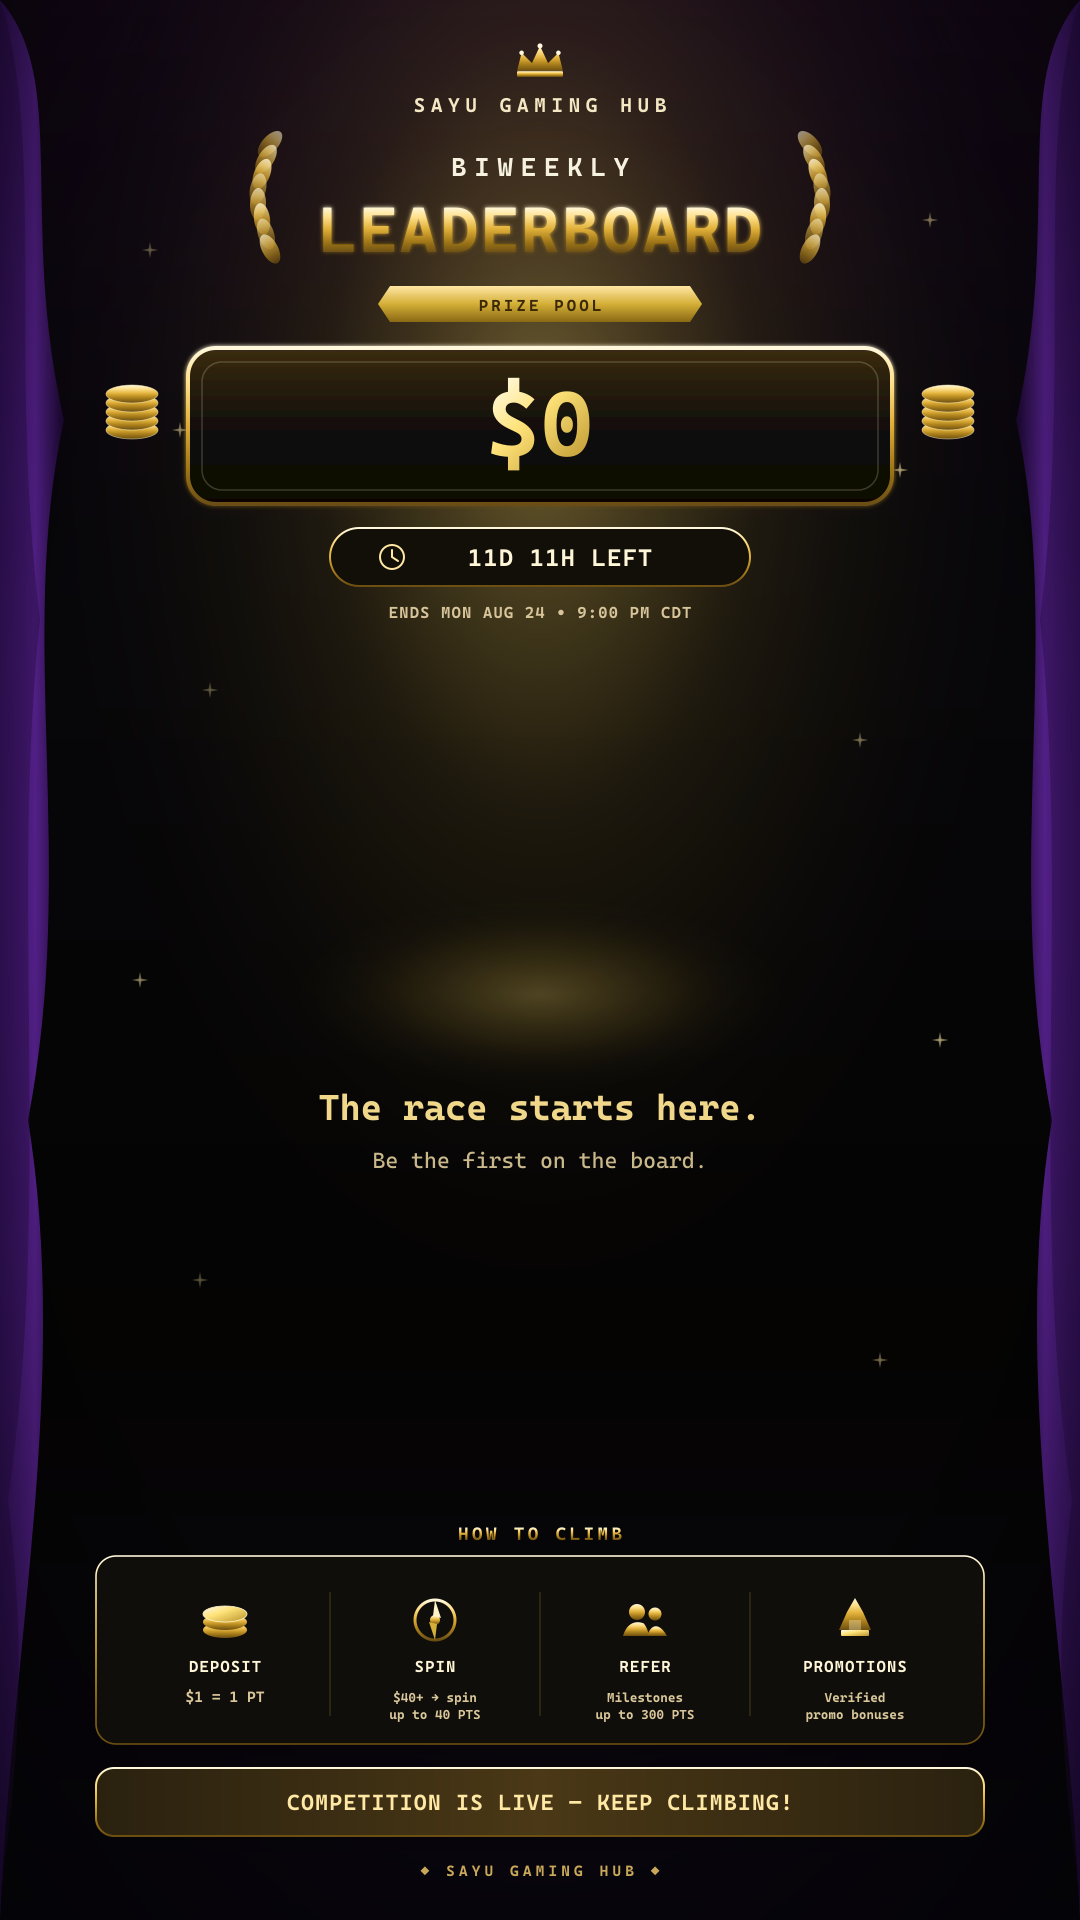 SAYU GAMING HUB
BIWEEKLY
LEADERBOARD
PRIZE POOL
$0
11D 11H LEFT
ENDS MON AUG 24 • 9:00 PM CDT
The race starts here.
Be the first on the board.
HOW TO CLIMB
DEPOSIT
$1 = 1 PT
SPIN
$40+ → spin
up to 40 PTS
REFER
Milestones
up to 300 PTS
PROMOTIONS
Verified
promo bonuses
COMPETITION IS LIVE — KEEP CLIMBING!
◆ SAYU GAMING HUB ◆